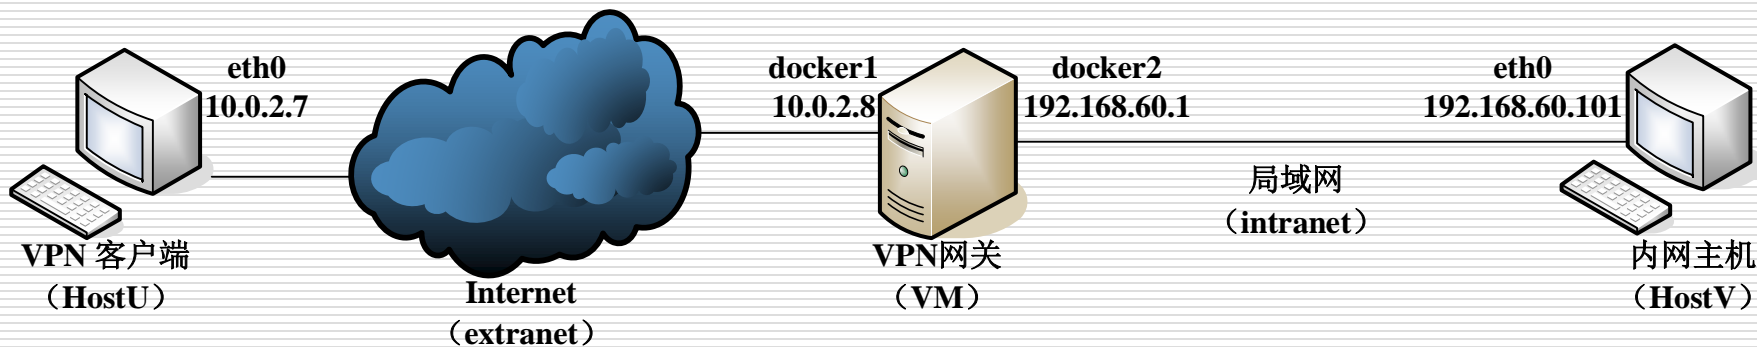 eth0
10.0.2.7
docker1
10.0.2.8
docker2
192.168.60.1
eth0
192.168.60.101
局域网
（intranet）
VPN 客户端
（HostU）
Internet
（extranet）
VPN网关
（VM）
内网主机
（HostV）